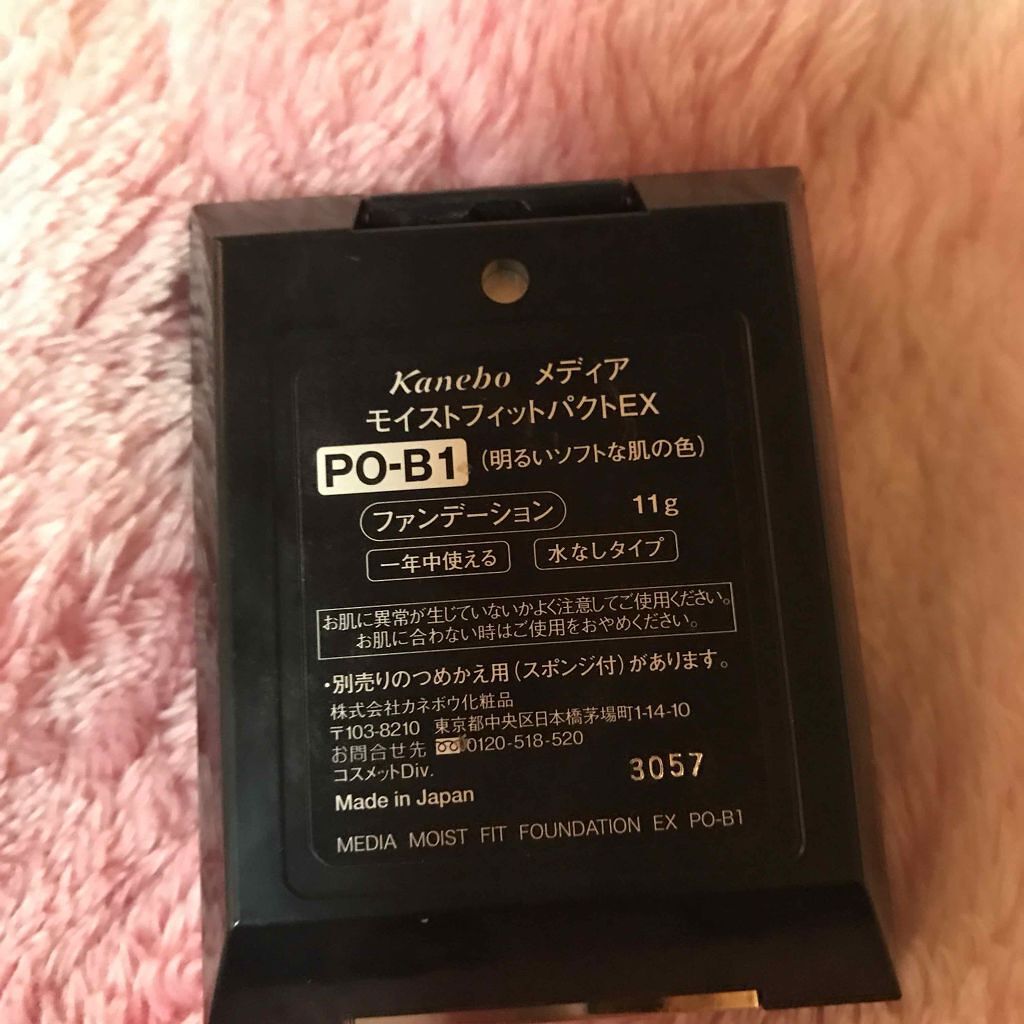 Kanebo メディア
モイストフィットパクトEX
PO-B1 (明るいソフトな肌の色)
ファンデーション 11g
一年中使える 水なしタイプ
お肌に異常が生じていないかよく注意してご使用ください。
お肌に合わない時はご使用をおやめください。
・別売りのつめかえ用(スポンジ付)があります。
株式会社カネボウ化粧品
〒103-8210 東京都中央区日本橋茅場町1-14-10
お問合せ先 0120-518-520
コスメットDiv.
3057
Made in Japan
MEDIA MOIST FIT FOUNDATION EX PO-B1